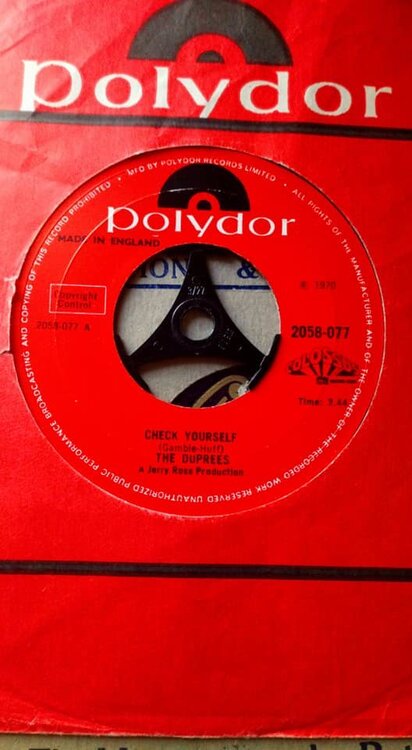 polydor
MFD BY POLYDOR RECORDS LIMITED • ALL RIGHTS OF THE MANUFACTURER AND OF THE OWNER OF THE RECORDED WORK RESERVED UNAUTHORIZED PUBLIC PERFORMANCE BROADCASTING AND COPYING OF THIS RECORD PROHIBITED •
polydor
MADE IN ENGLAND
℗ 1970
Copyright
Control
2058-077 A
2058-077
COLOSSUS
Time:
CHECK YOURSELF
(Gamble-Huff)
THE DUPREES
a Jerry Ross Production